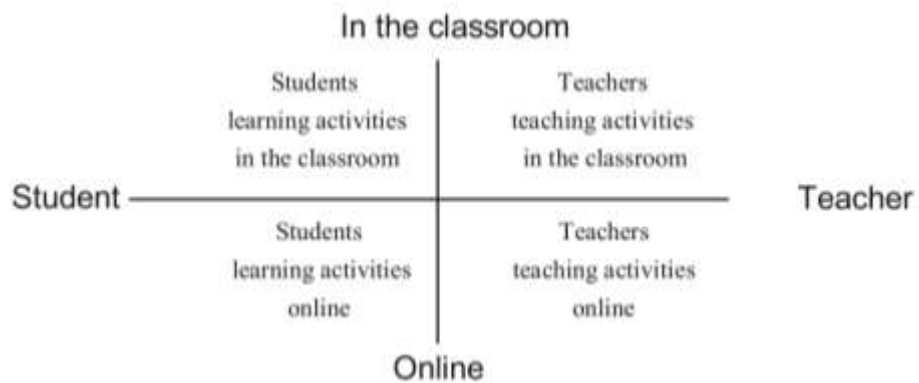 In the classroom
Students
learning activities
in the classroom
Teachers
teaching activities
in the classroom
Student
Teacher
Students
learning activities
online
Teachers
teaching activities
online
Online